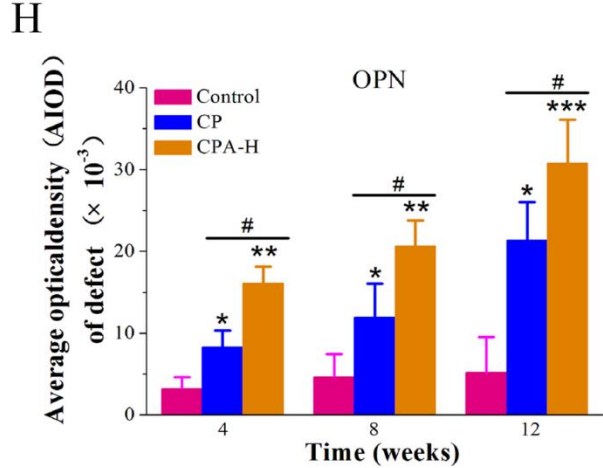 H
OPN
Control
CP
CPA-H
Average opticaldensity (AIOD)
of defect (× 10⁻³)
40
30
20
10
0
#
*
**
#
*
**
#
*
***
4
8
12
Time (weeks)